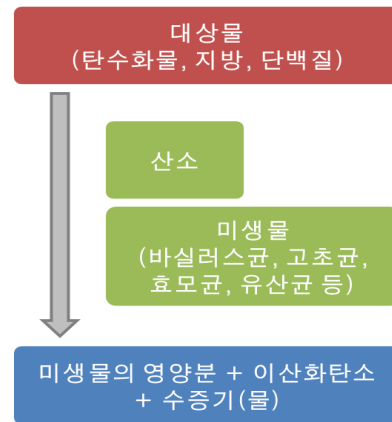 대상물
(탄수화물, 지방, 단백질)
산소
미생물
(바실러스균, 고초균,
효모균, 유산균 등)
미생물의 영양분 + 이산화탄소
+ 수증기(물)